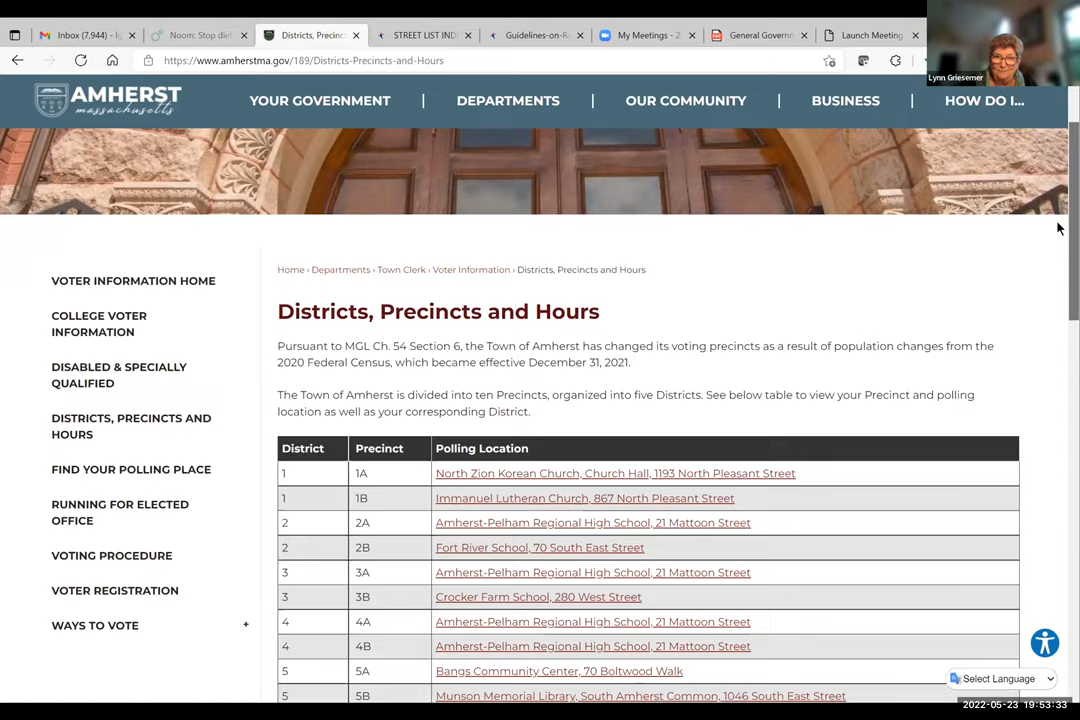 Inbox (7,944) -
Noom: Stop diet
Districts, Precinct
STREET LIST IND
Guidelines-on-R
My Meetings - Z
General Govern
Launch Meeting
https://www.amherstma.gov/189/Districts-Precincts-and-Hours
Lynn Griesemer
AMHERST
massachusetts
YOUR GOVERNMENT | DEPARTMENTS | OUR COMMUNITY | BUSINESS | HOW DO I...
Home › Departments › Town Clerk › Voter Information › Districts, Precincts and Hours
VOTER INFORMATION HOME
COLLEGE VOTER
INFORMATION
DISABLED & SPECIALLY
QUALIFIED
DISTRICTS, PRECINCTS AND
HOURS
FIND YOUR POLLING PLACE
RUNNING FOR ELECTED
OFFICE
VOTING PROCEDURE
VOTER REGISTRATION
WAYS TO VOTE +
Districts, Precincts and Hours
Pursuant to MGL Ch. 54 Section 6, the Town of Amherst has changed its voting precincts as a result of population changes from the
2020 Federal Census, which became effective December 31, 2021.
The Town of Amherst is divided into ten Precincts, organized into five Districts. See below table to view your Precinct and polling
location as well as your corresponding District.
District Precinct Polling Location
1 1A North Zion Korean Church, Church Hall, 1193 North Pleasant Street
1 1B Immanuel Lutheran Church, 867 North Pleasant Street
2 2A Amherst-Pelham Regional High School, 21 Mattoon Street
2 2B Fort River School, 70 South East Street
3 3A Amherst-Pelham Regional High School, 21 Mattoon Street
3 3B Crocker Farm School, 280 West Street
4 4A Amherst-Pelham Regional High School, 21 Mattoon Street
4 4B Amherst-Pelham Regional High School, 21 Mattoon Street
5 5A Bangs Community Center, 70 Boltwood Walk
5 5B Munson Memorial Library, South Amherst Common, 1046 South East Street
Select Language
2022-05-23 19:53:33